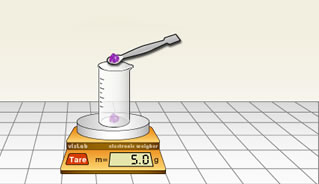 vlxLab electronic weigher
Tare m= 5.0 g